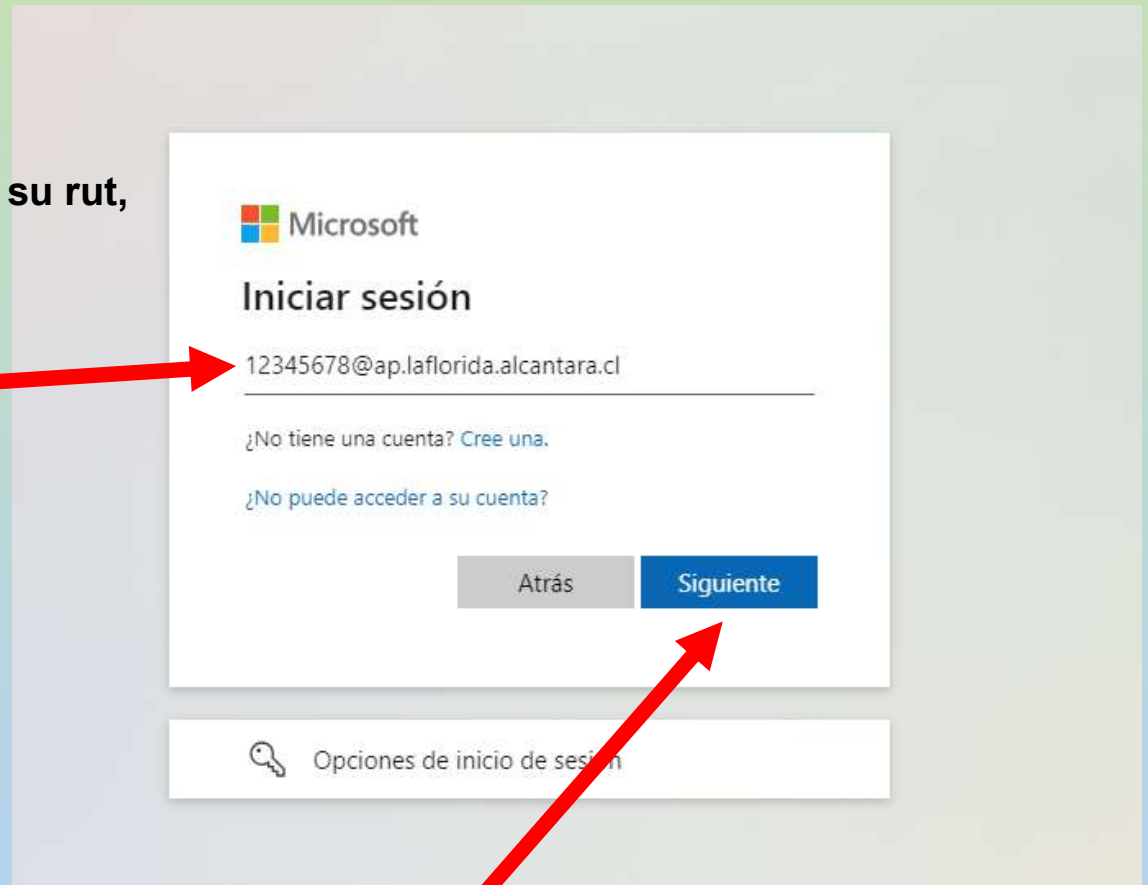 su rut,
Microsoft
Iniciar sesión
12345678@ap.laflorida.alcantara.cl
¿No tiene una cuenta? Cree una.
¿No puede acceder a su cuenta?
Atrás Siguiente
Opciones de inicio de sesión